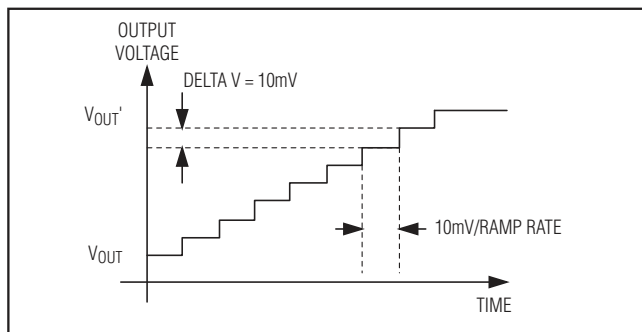 OUTPUT
VOLTAGE
DELTA V = 10mV
VOUT'
10mV/RAMP RATE
VOUT
TIME